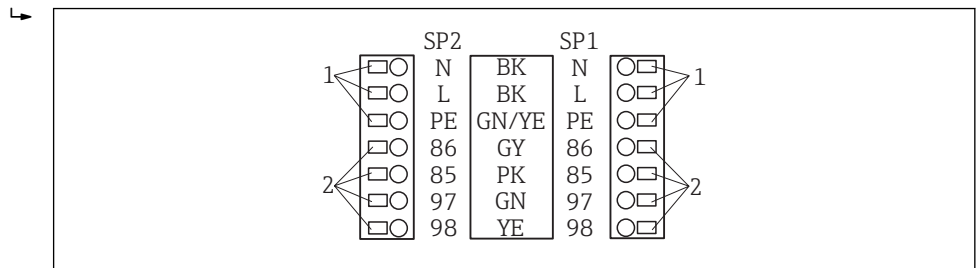 SP2 SP1
1 N BK N 1
L BK L
PE GN/YE PE
86 GY 86
85 PK 85
2 97 GN 97 2
98 YE 98